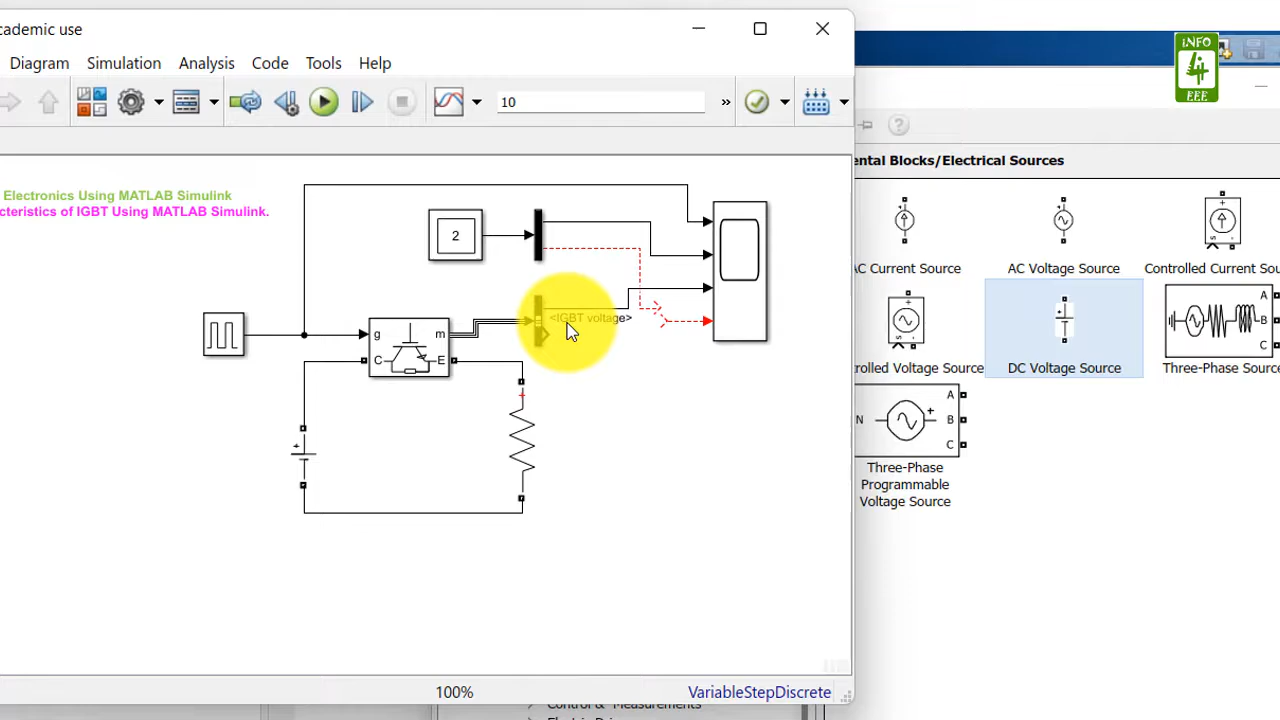 cademic use
Diagram Simulation Analysis Code Tools Help
10
»
INFO
EEE
ental Blocks/Electrical Sources
Electronics Using MATLAB Simulink
cteristics of IGBT Using MATLAB Simulink.
2
<IGBT voltage>
g m
C E
+
AC Current Source AC Voltage Source Controlled Current Sou
A
B
C
rolled Voltage Source DC Voltage Source Three-Phase Source
N
A
B
C
Three-Phase
Programmable
Voltage Source
100% VariableStepDiscrete
Control & Measurements